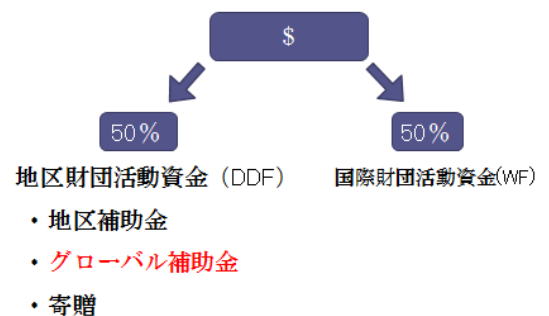 $
50%
50%
地区財団活動資金（DDF）
国際財団活動資金(WF)
・地区補助金
・グローバル補助金
・寄贈